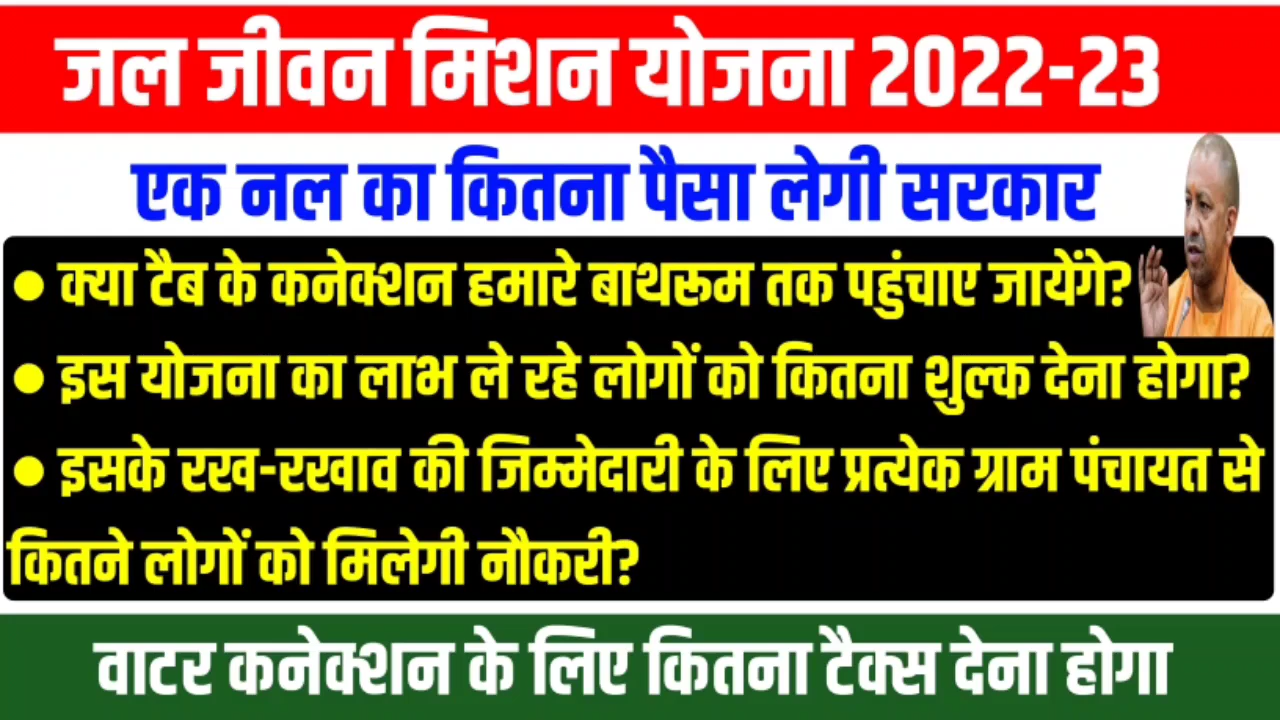 जल जीवन मिशन योजना 2022-23
एक नल का कितना पैसा लेगी सरकार
● क्या टैब के कनेक्शन हमारे बाथरूम तक पहुंचाए जायेंगे?
● इस योजना का लाभ ले रहे लोगों को कितना शुल्क देना होगा?
● इसके रख-रखाव की जिम्मेदारी के लिए प्रत्येक ग्राम पंचायत से
कितने लोगों को मिलेगी नौकरी?
वाटर कनेक्शन के लिए कितना टैक्स देना होगा